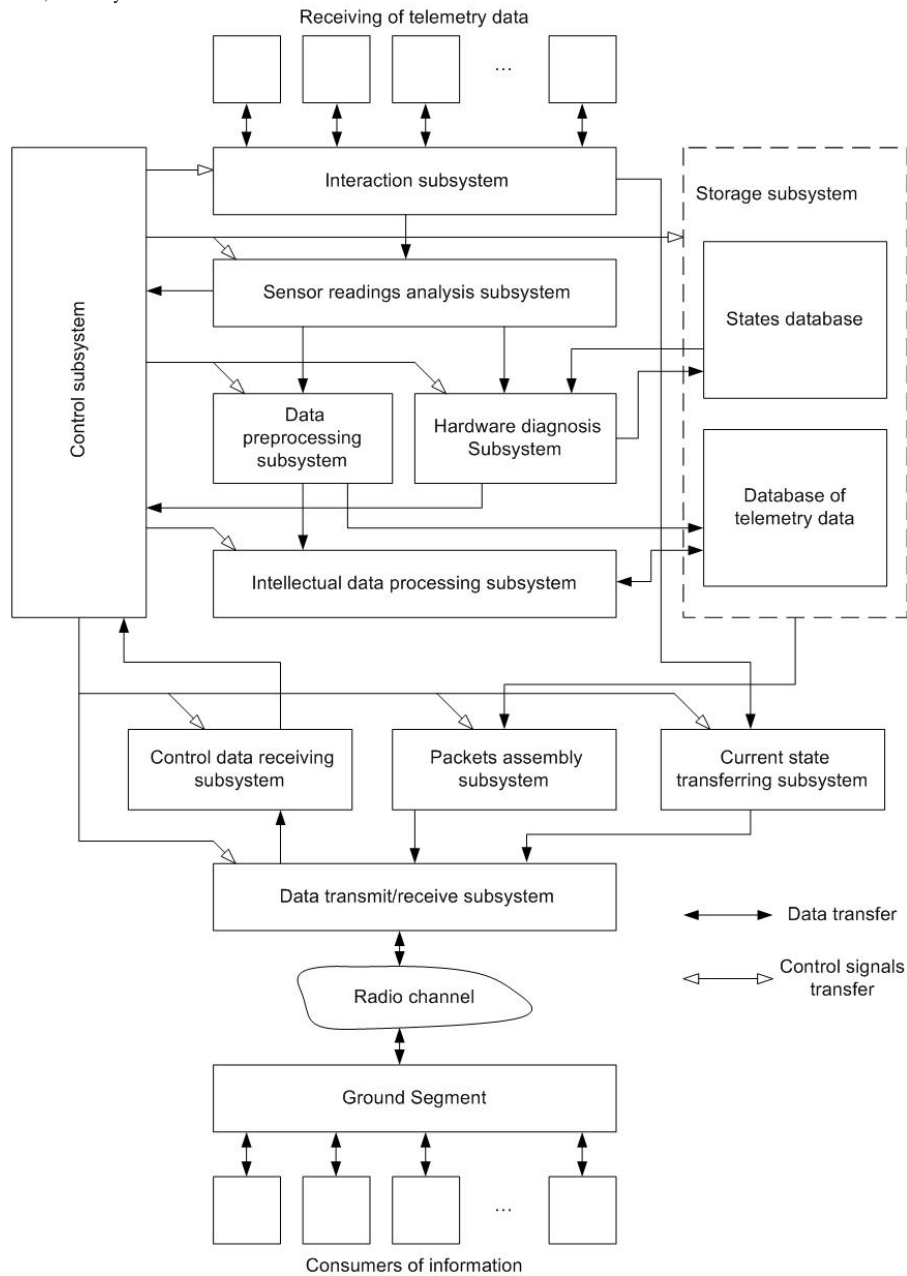 Receiving of telemetry data
...
Interaction subsystem
Storage subsystem
Control subsystem
Sensor readings analysis subsystem
States database
Data
preprocessing
subsystem
Hardware diagnosis
Subsystem
Database of
telemetry data
Intellectual data processing subsystem
Control data receiving
subsystem
Packets assembly
subsystem
Current state
transferring subsystem
Data transmit/receive subsystem
Data transfer
Radio channel
Control signals
transfer
Ground Segment
...
Consumers of information